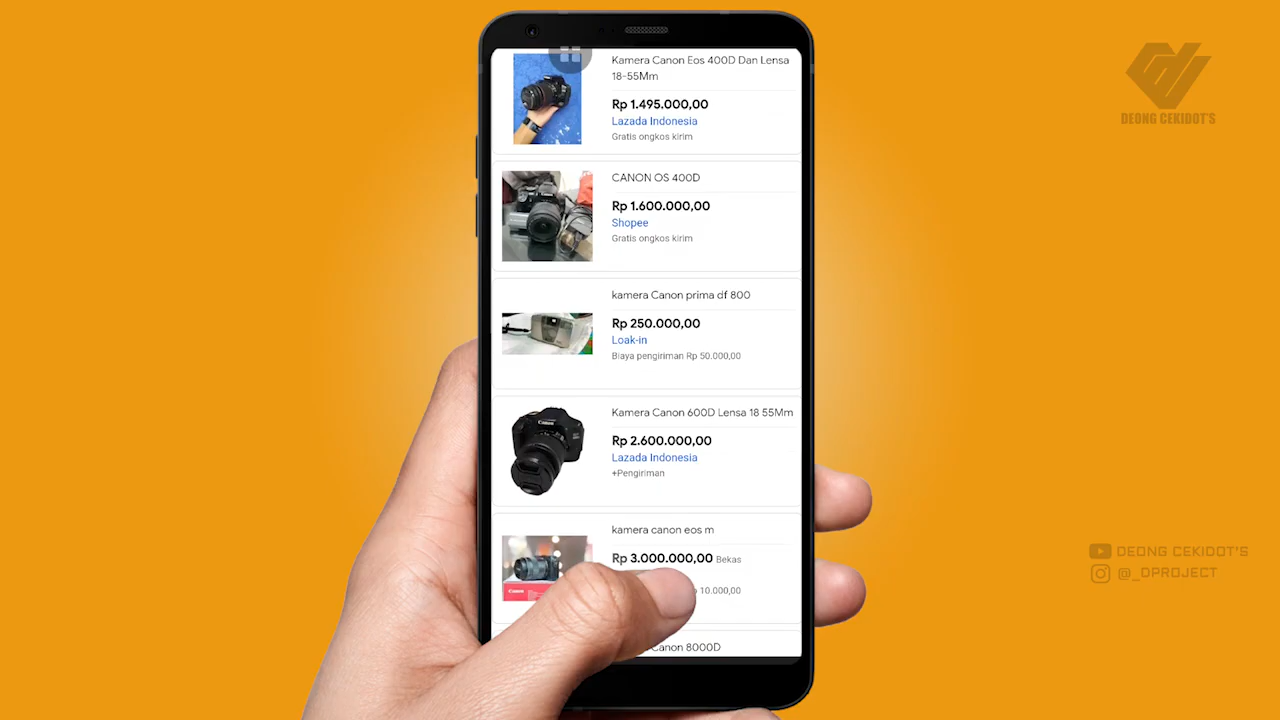 Kamera Canon Eos 400D Dan Lensa
18-55Mm
Rp 1.495.000,00
Lazada Indonesia
Gratis ongkos kirim
CANON OS 400D
Rp 1.600.000,00
Shopee
Gratis ongkos kirim
kamera Canon prima df 800
Rp 250.000,00
Loak-in
Biaya pengiriman Rp 50.000,00
Kamera Canon 600D Lensa 18 55Mm
Rp 2.600.000,00
Lazada Indonesia
+Pengiriman
kamera canon eos m
Rp 3.000.000,00 Bekas
10.000,00
Canon 8000D
Canon
Canon
DEONG CEKIDOT'S
DEONG CEKIDOT'S
@_DPROJECT